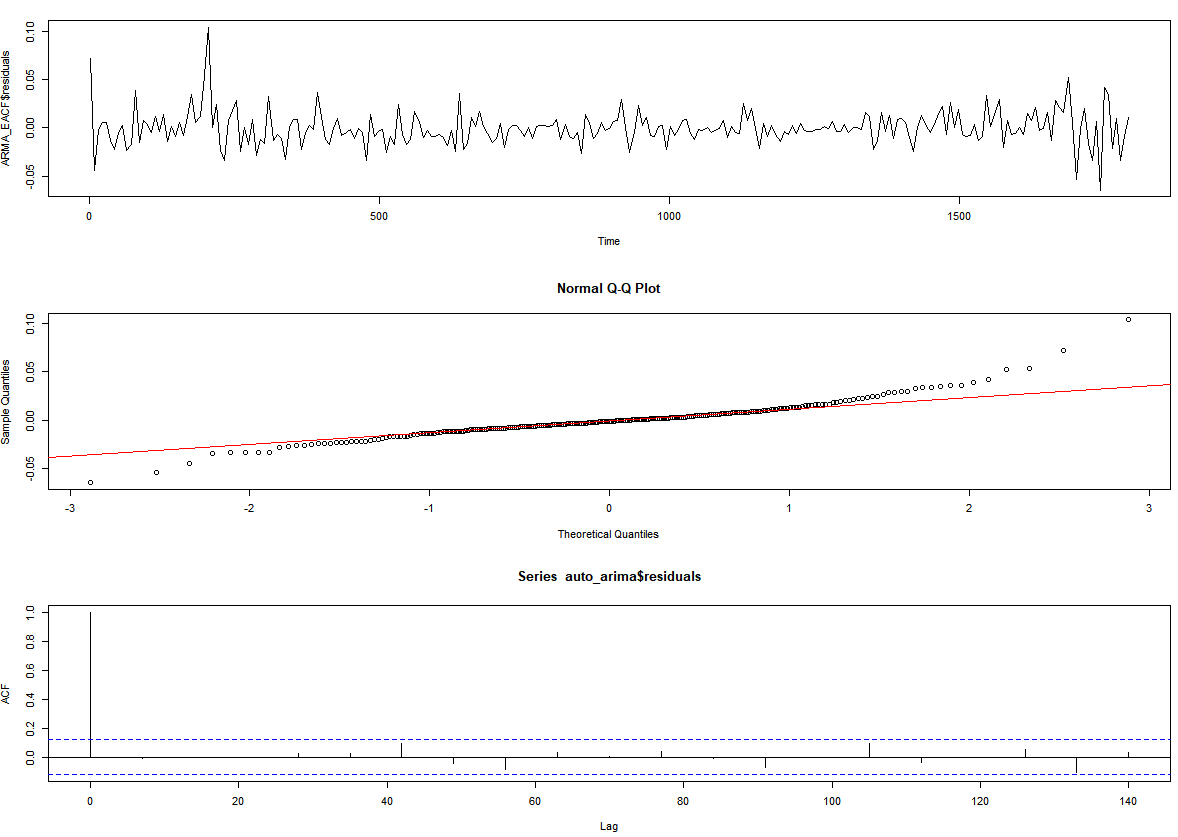 ARMA_EACF$residuals
-0.05 0.00 0.05 0.10
0 500 1000 1500
Time
Normal Q-Q Plot
Sample Quantiles
-0.05 0.00 0.05 0.10
-3 -2 -1 0 1 2 3
Theoretical Quantiles
Series auto_arima$residuals
ACF
0.0 0.2 0.4 0.6 0.8 1.0
0 20 40 60 80 100 120 140
Lag